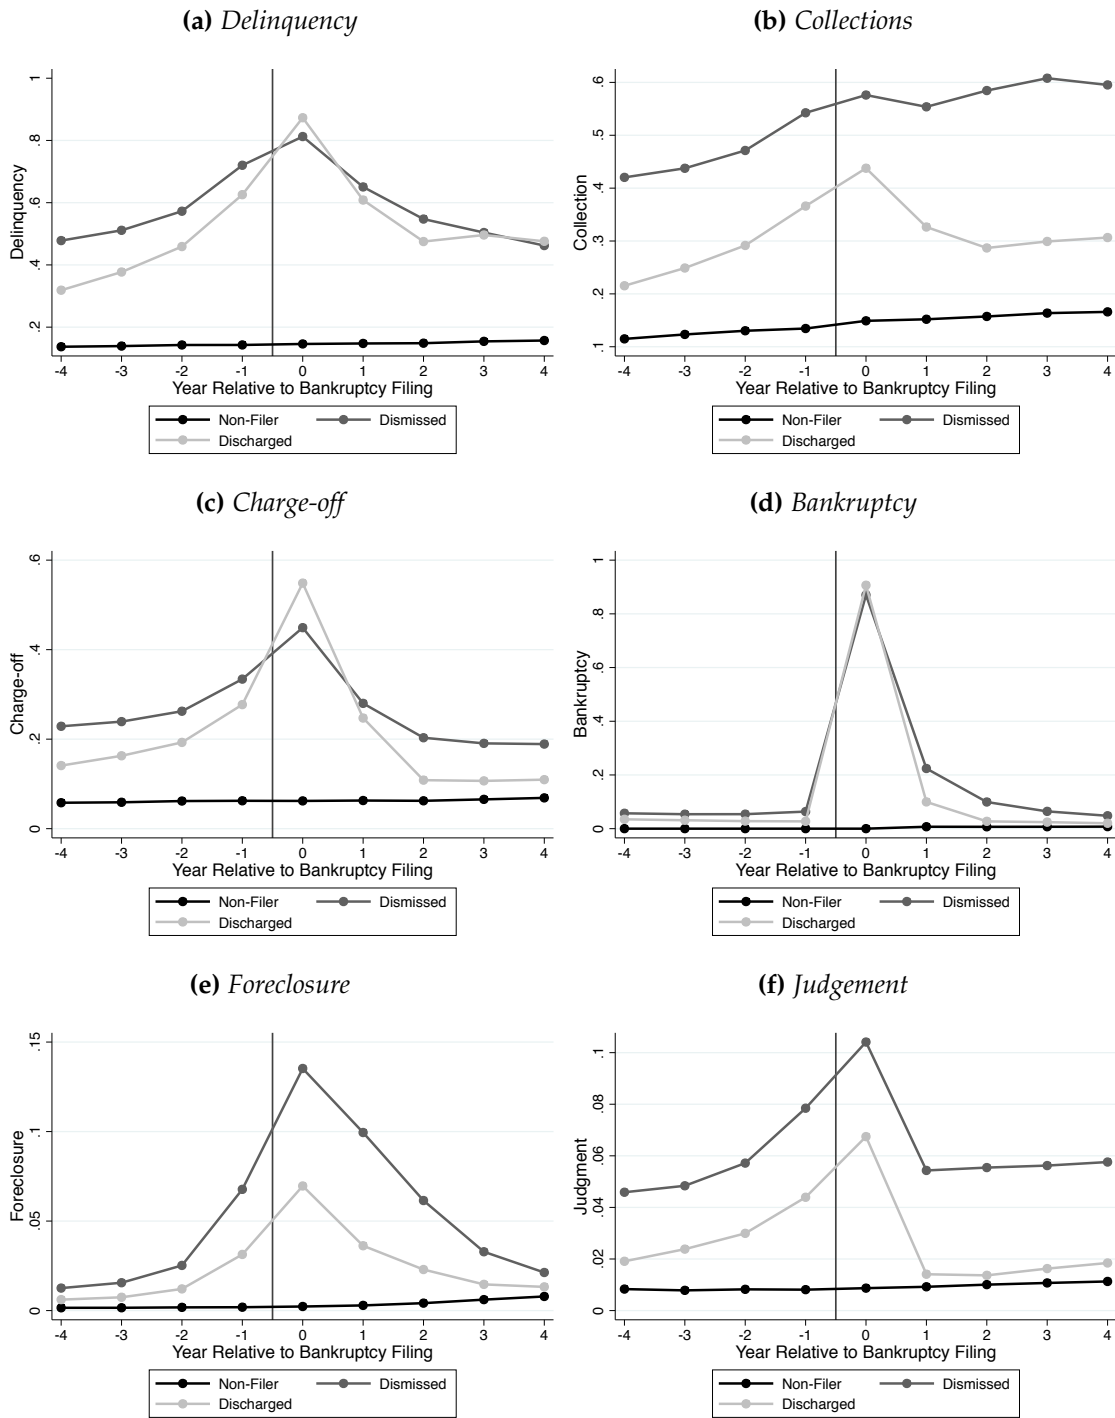 (a) Delinquency
Delinquency
.2 .4 .6 .8 1
-4 -3 -2 -1 0 1 2 3 4
Year Relative to Bankruptcy Filing
Non-Filer Dismissed
Discharged
(b) Collections
Collection
.1 .2 .3 .4 .5 .6
-4 -3 -2 -1 0 1 2 3 4
Year Relative to Bankruptcy Filing
Non-Filer Dismissed
Discharged
(c) Charge-off
Charge-off
0 .2 .4 .6
-4 -3 -2 -1 0 1 2 3 4
Year Relative to Bankruptcy Filing
Non-Filer Dismissed
Discharged
(d) Bankruptcy
Bankruptcy
0 .2 .4 .6 .8 1
-4 -3 -2 -1 0 1 2 3 4
Year Relative to Bankruptcy Filing
Non-Filer Dismissed
Discharged
(e) Foreclosure
Foreclosure
0 .05 .1 .15
-4 -3 -2 -1 0 1 2 3 4
Year Relative to Bankruptcy Filing
Non-Filer Dismissed
Discharged
(f) Judgement
Judgment
0 .02 .04 .06 .08 .1
-4 -3 -2 -1 0 1 2 3 4
Year Relative to Bankruptcy Filing
Non-Filer Dismissed
Discharged